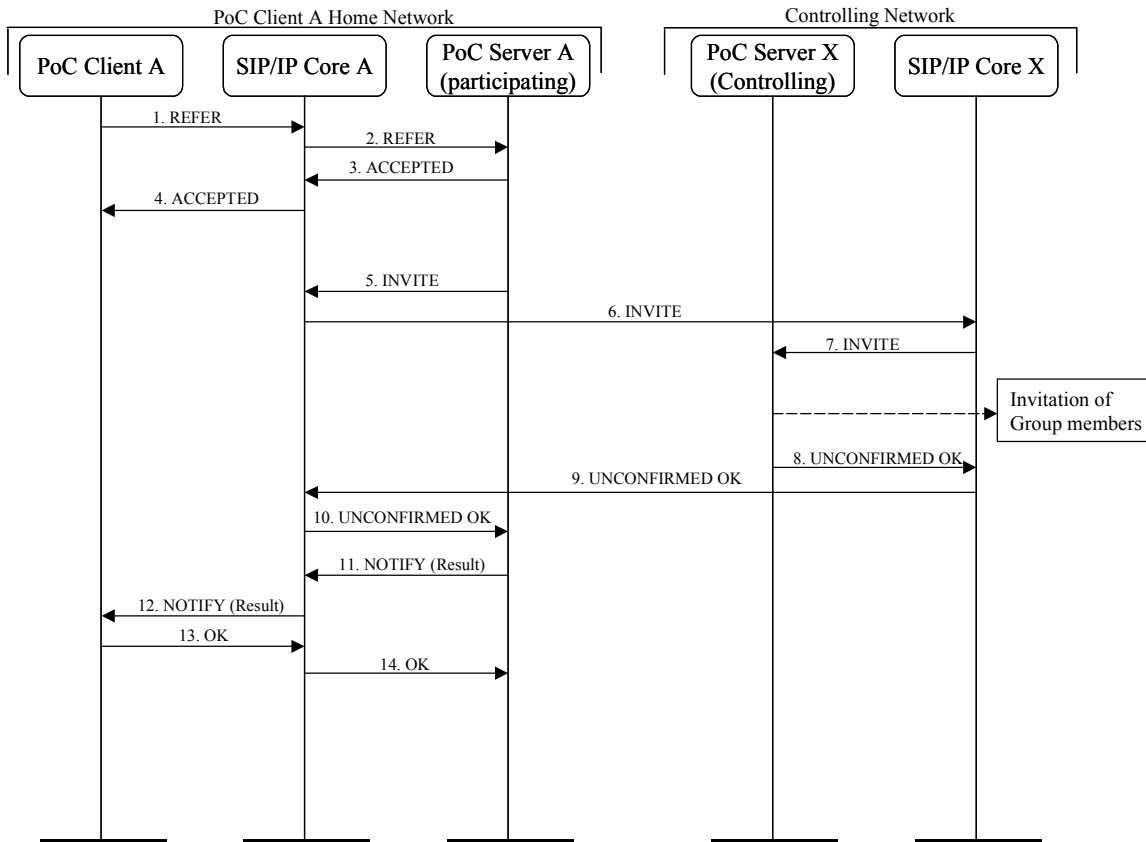 PoC Client A Home Network
Controlling Network
PoC Client A
SIP/IP Core A
PoC Server A
(participating)
PoC Server X
(Controlling)
SIP/IP Core X
1. REFER
2. REFER
3. ACCEPTED
4. ACCEPTED
5. INVITE
6. INVITE
7. INVITE
Invitation of
Group members
8. UNCONFIRMED OK
9. UNCONFIRMED OK
10. UNCONFIRMED OK
11. NOTIFY (Result)
12. NOTIFY (Result)
13. OK
14. OK